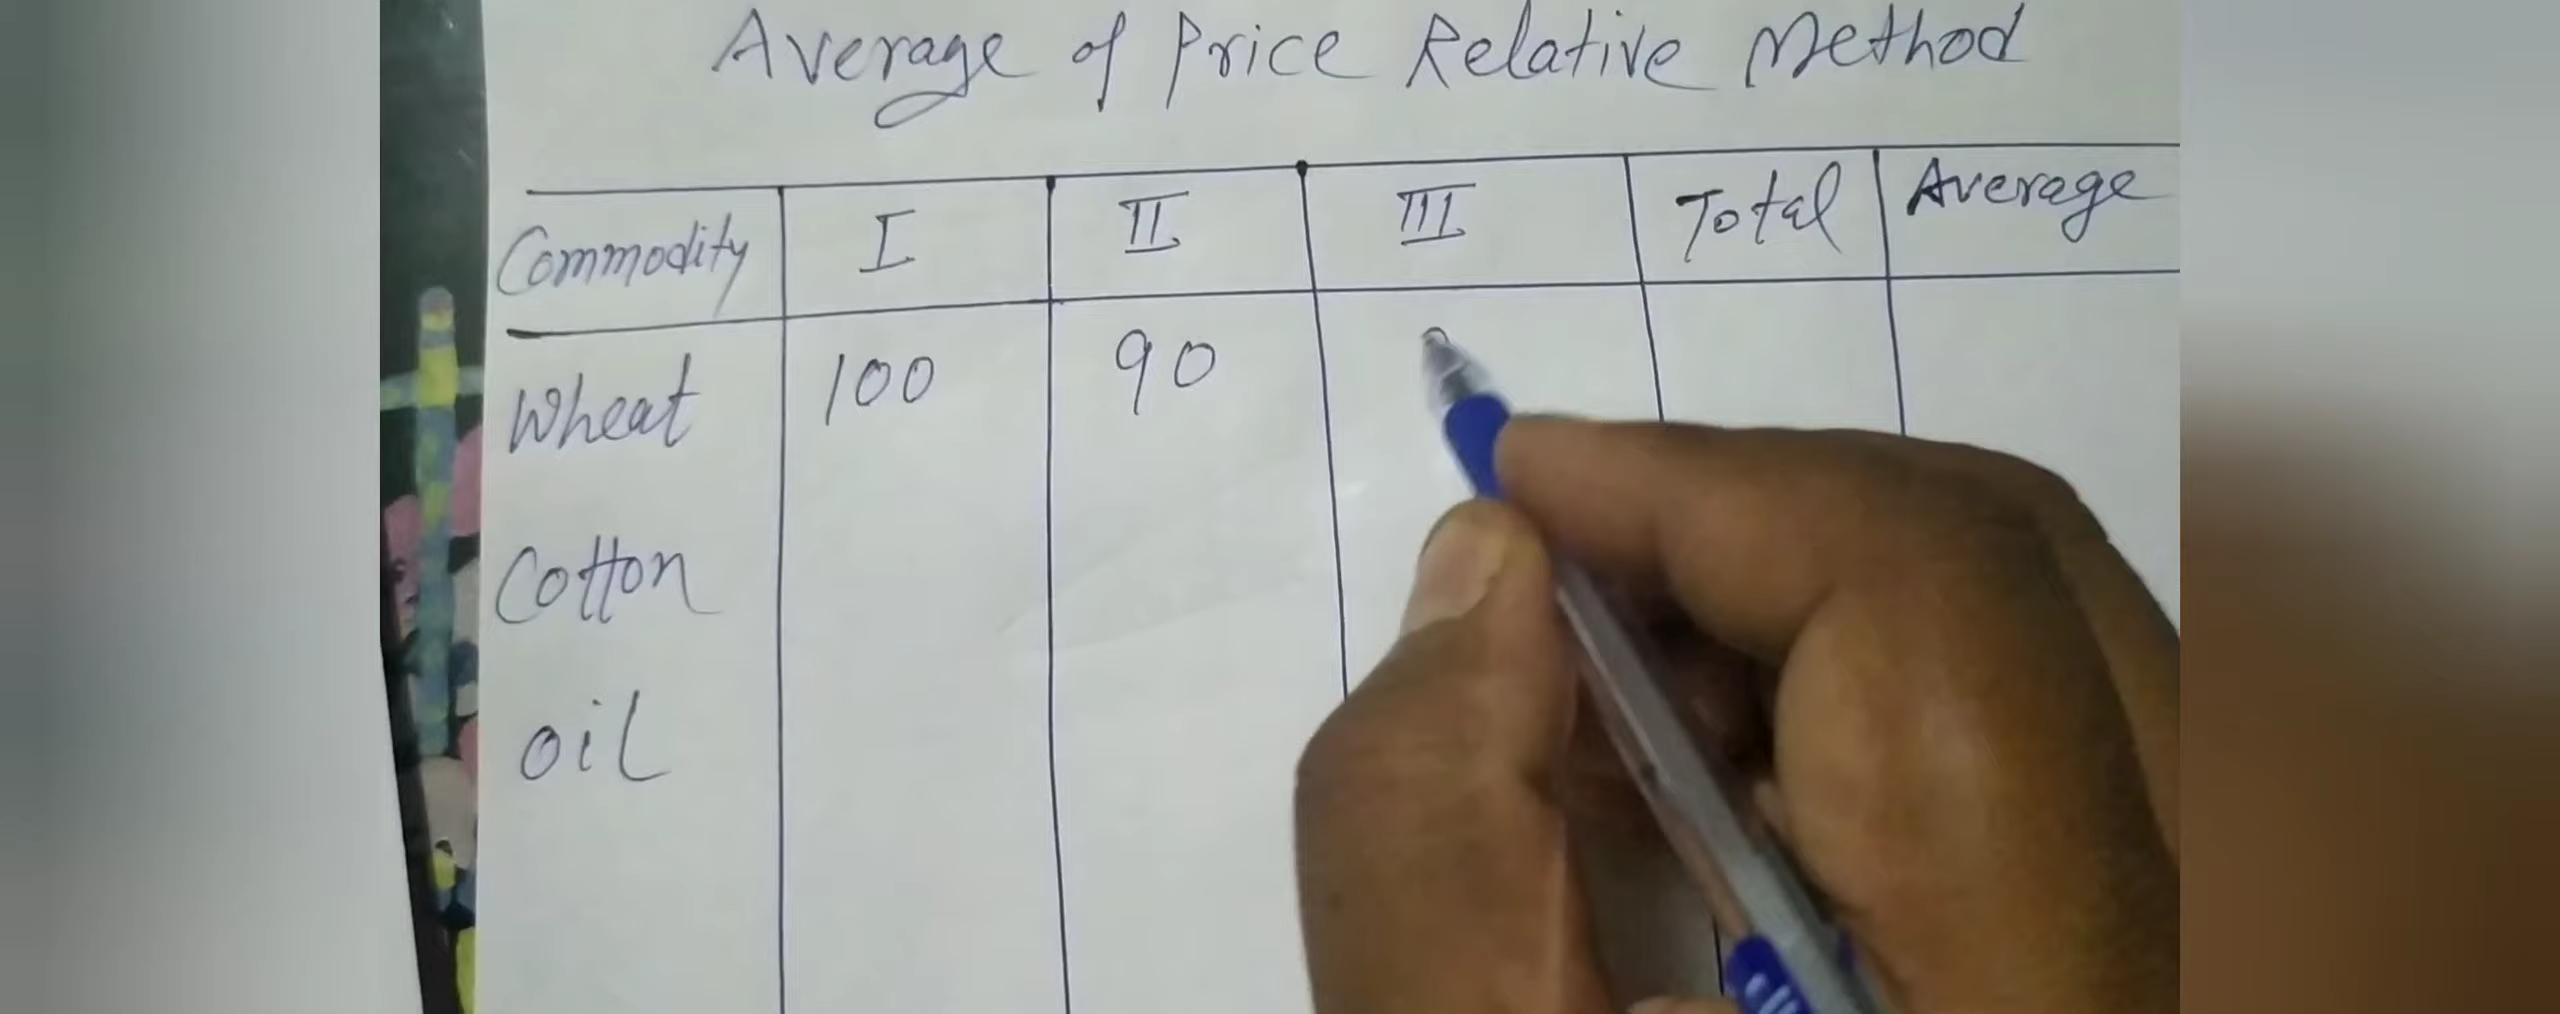 Average of Price Relative Method
Commodity I II III Total Average
Wheat 100 90
Cotton
Oil